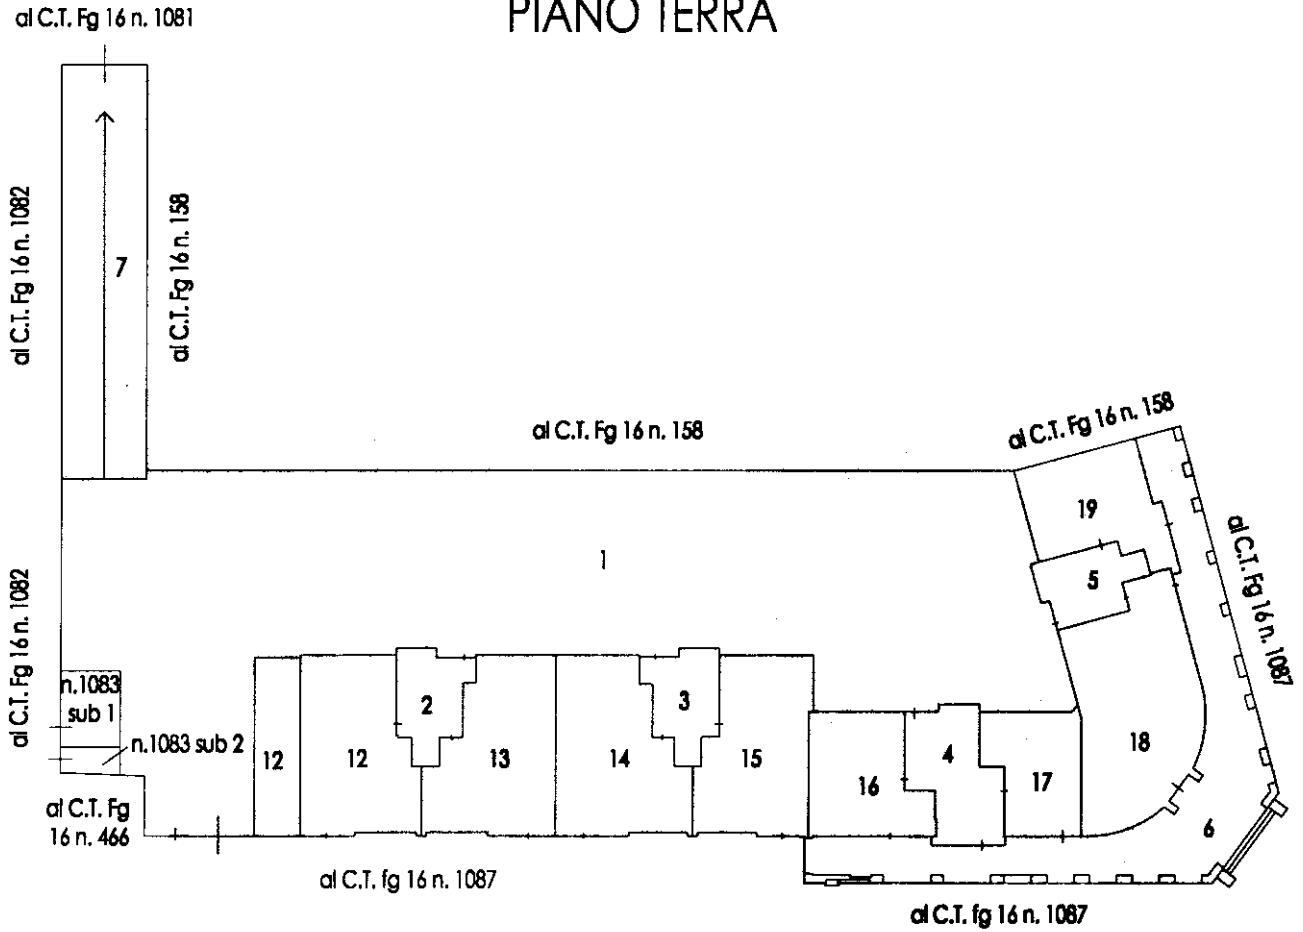 PIANO TERRA
al C.T. Fg 16 n. 1081
al C.T. Fg 16 n. 1082
7
al C.T. Fg 16 n. 158
al C.T. Fg 16 n. 158
al C.T. Fg 16 n. 158
19
1
5
al C.T. Fg 16 n. 1087
al C.T. Fg 16 n. 1082
n.1083
sub 1
n.1083 sub 2
2
3
12
12
13
14
15
16
4
17
18
6
al C.T. Fg
16 n. 466
al C.T. fg 16 n. 1087
al C.T. fg 16 n. 1087